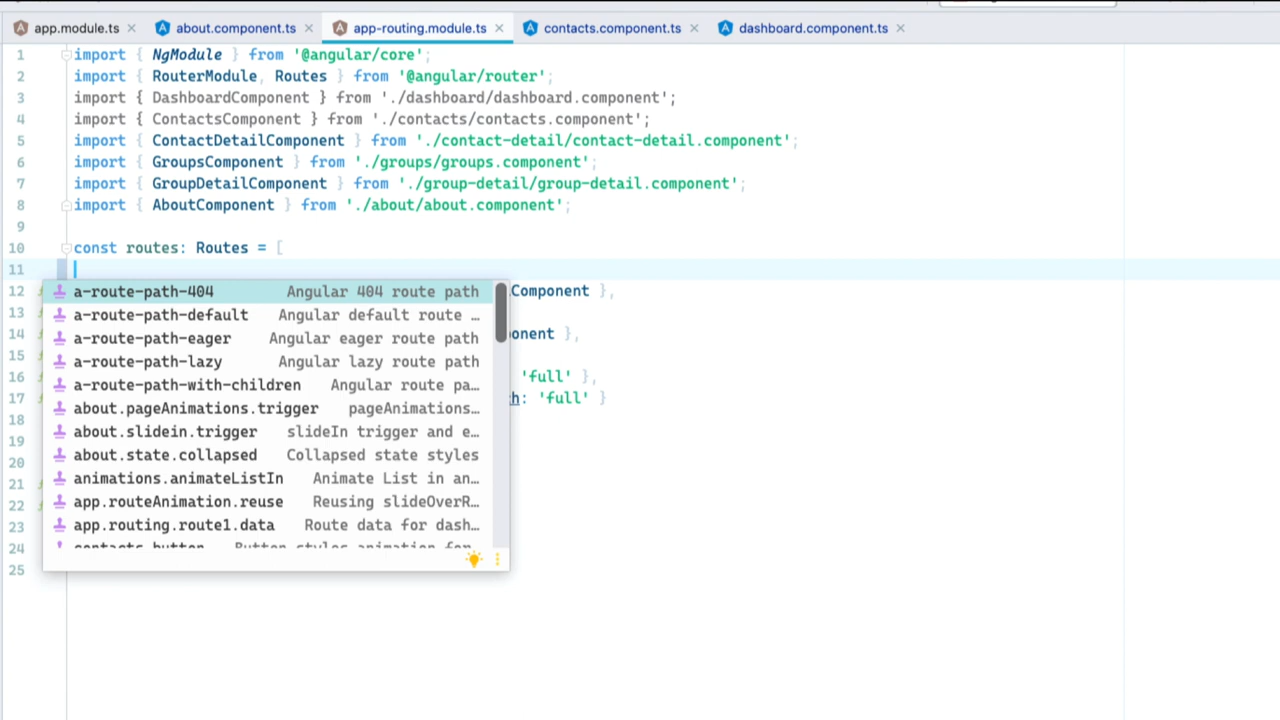 app.module.ts about.component.ts app-routing.module.ts contacts.component.ts dashboard.component.ts
1 import { NgModule } from '@angular/core';
2 import { RouterModule, Routes } from '@angular/router';
3 import { DashboardComponent } from './dashboard/dashboard.component';
4 import { ContactsComponent } from './contacts/contacts.component';
5 import { ContactDetailComponent } from './contact-detail/contact-detail.component';
6 import { GroupsComponent } from './groups/groups.component';
7 import { GroupDetailComponent } from './group-detail/group-detail.component';
8 import { AboutComponent } from './about/about.component';
9
10 const routes: Routes = [
11
12 Component },
13
14 onent },
15
16 'full' },
17 h: 'full' }
18
19
20
21
22
23
24
25
a-route-path-404 Angular 404 route path
a-route-path-default Angular default route …
a-route-path-eager Angular eager route path
a-route-path-lazy Angular lazy route path
a-route-path-with-children Angular route pa…
about.pageAnimations.trigger pageAnimations…
about.slidein.trigger slideIn trigger and e…
about.state.collapsed Collapsed state styles
animations.animateListIn Animate List in an…
app.routeAnimation.reuse Reusing slideOverR…
app.routing.route1.data Route data for dash…
contacts.button Button styles animation for